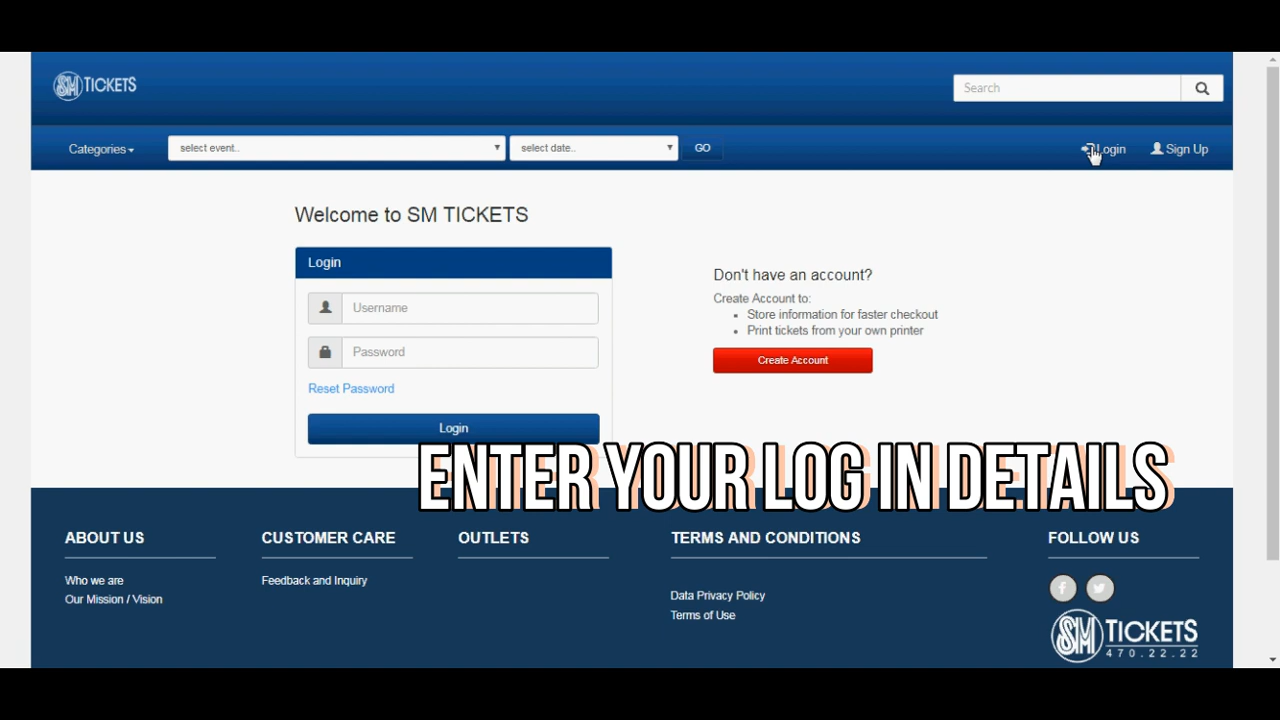 SM TICKETS
Search
Categories
select event..
select date..
GO
Login
Sign Up
Welcome to SM TICKETS
Login
Username
Password
Reset Password
Login
Don't have an account?
Create Account to:
Store information for faster checkout
Print tickets from your own printer
Create Account
ENTER YOUR LOG IN DETAILS
ABOUT US
Who we are
Our Mission / Vision
CUSTOMER CARE
Feedback and Inquiry
OUTLETS
TERMS AND CONDITIONS
Data Privacy Policy
Terms of Use
FOLLOW US
SM TICKETS
470.22.22